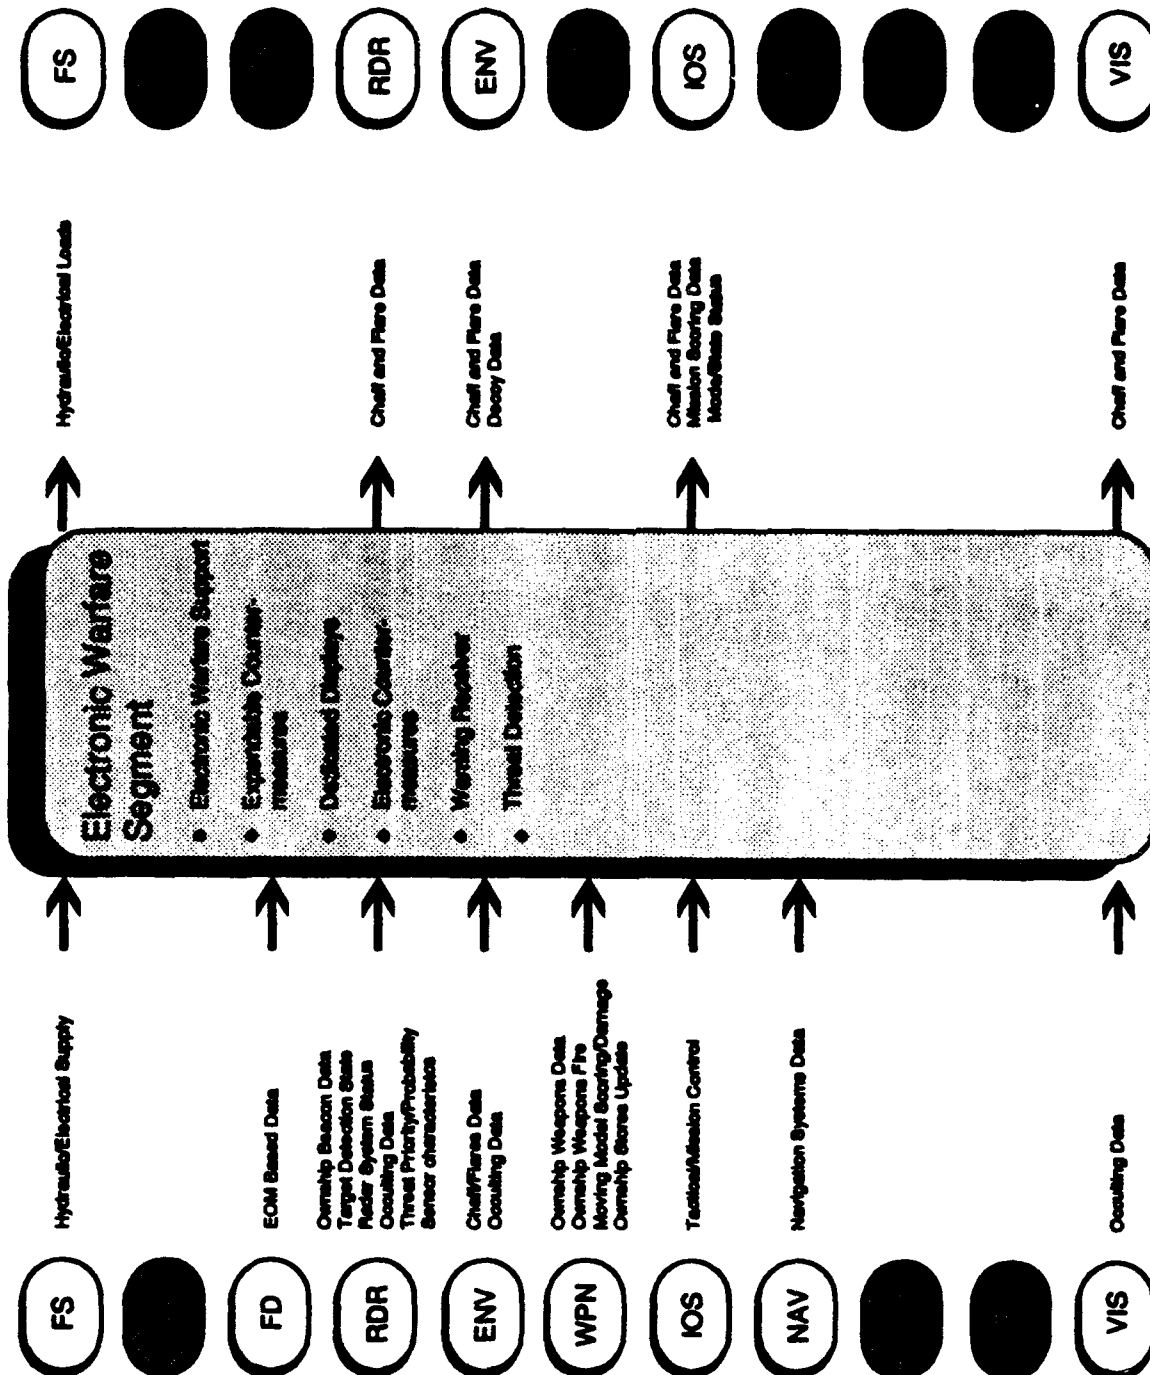 Electronic Warfare
Segment
• Electronic Warfare Support
• Expendable Counter-
measures
• Dedicated Displays
• Electronic Counter-
measures
• Warning Receiver
• Threat Detection
FS
Hydraulic/Electrical Supply
FD
EOM Based Data
RDR
Ownship Beacon Data
Target Detection State
Radar System Status
Occulting Data
Threat Priority/Probability
Sensor characteristics
ENV
Chaff/Flares Data
Occulting Data
WPN
Ownship Weapons Data
Ownship Weapons Fire
Moving Model Scoring/Damage
Ownship Stores Update
IOS
Tactical/Mission Control
NAV
Navigation Systems Data
VIS
Occulting Data
Hydraulic/Electrical Loads
FS
Chaff and Flare Data
RDR
Chaff and Flare Data
Decoy Data
ENV
Chaff and Flare Data
Mission Scoring Data
Mode/State Status
IOS
Chaff and Flare Data
VIS